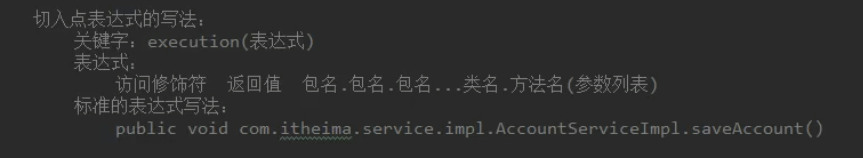 切入点表达式的写法:
关键字: execution(表达式)
表达式:
访问修饰符 返回值 包名.包名.包名...类名.方法名(参数列表)
标准的表达式写法:
public void com.itheima.service.impl.AccountServiceImpl.saveAccount()